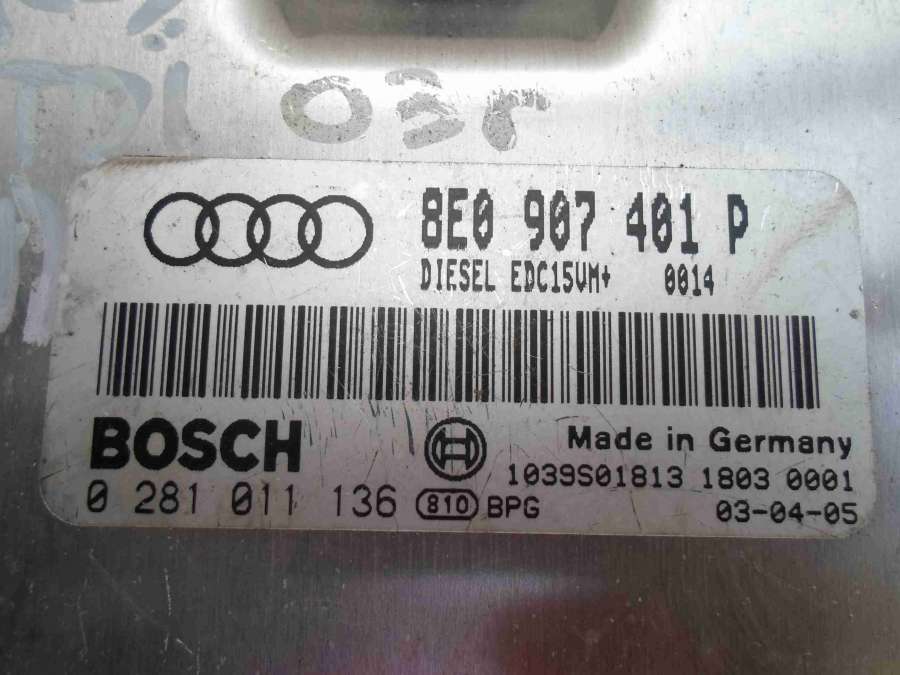 TDI 03r
8E0 907 401 P
DIESEL EDC15VM+ 0014
BOSCH
Made in Germany
1039S01813 1803 0001
0 281 011 136 810 BPG
03-04-05